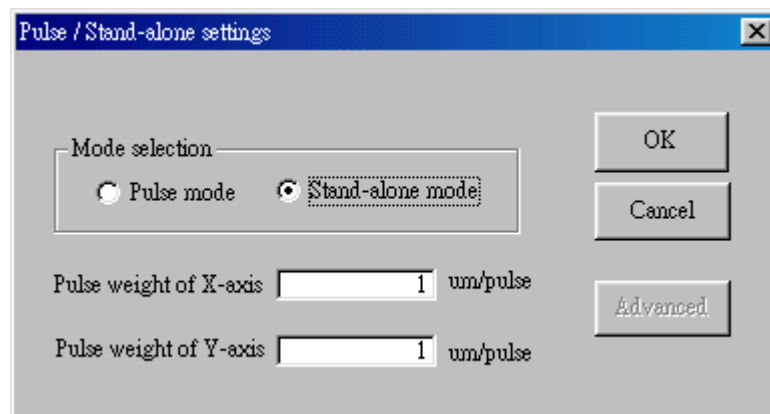 Pulse / Stand-alone settings
Mode selection
Pulse mode Stand-alone mode
OK
Cancel
Pulse weight of X-axis 1 um/pulse
Advanced
Pulse weight of Y-axis 1 um/pulse